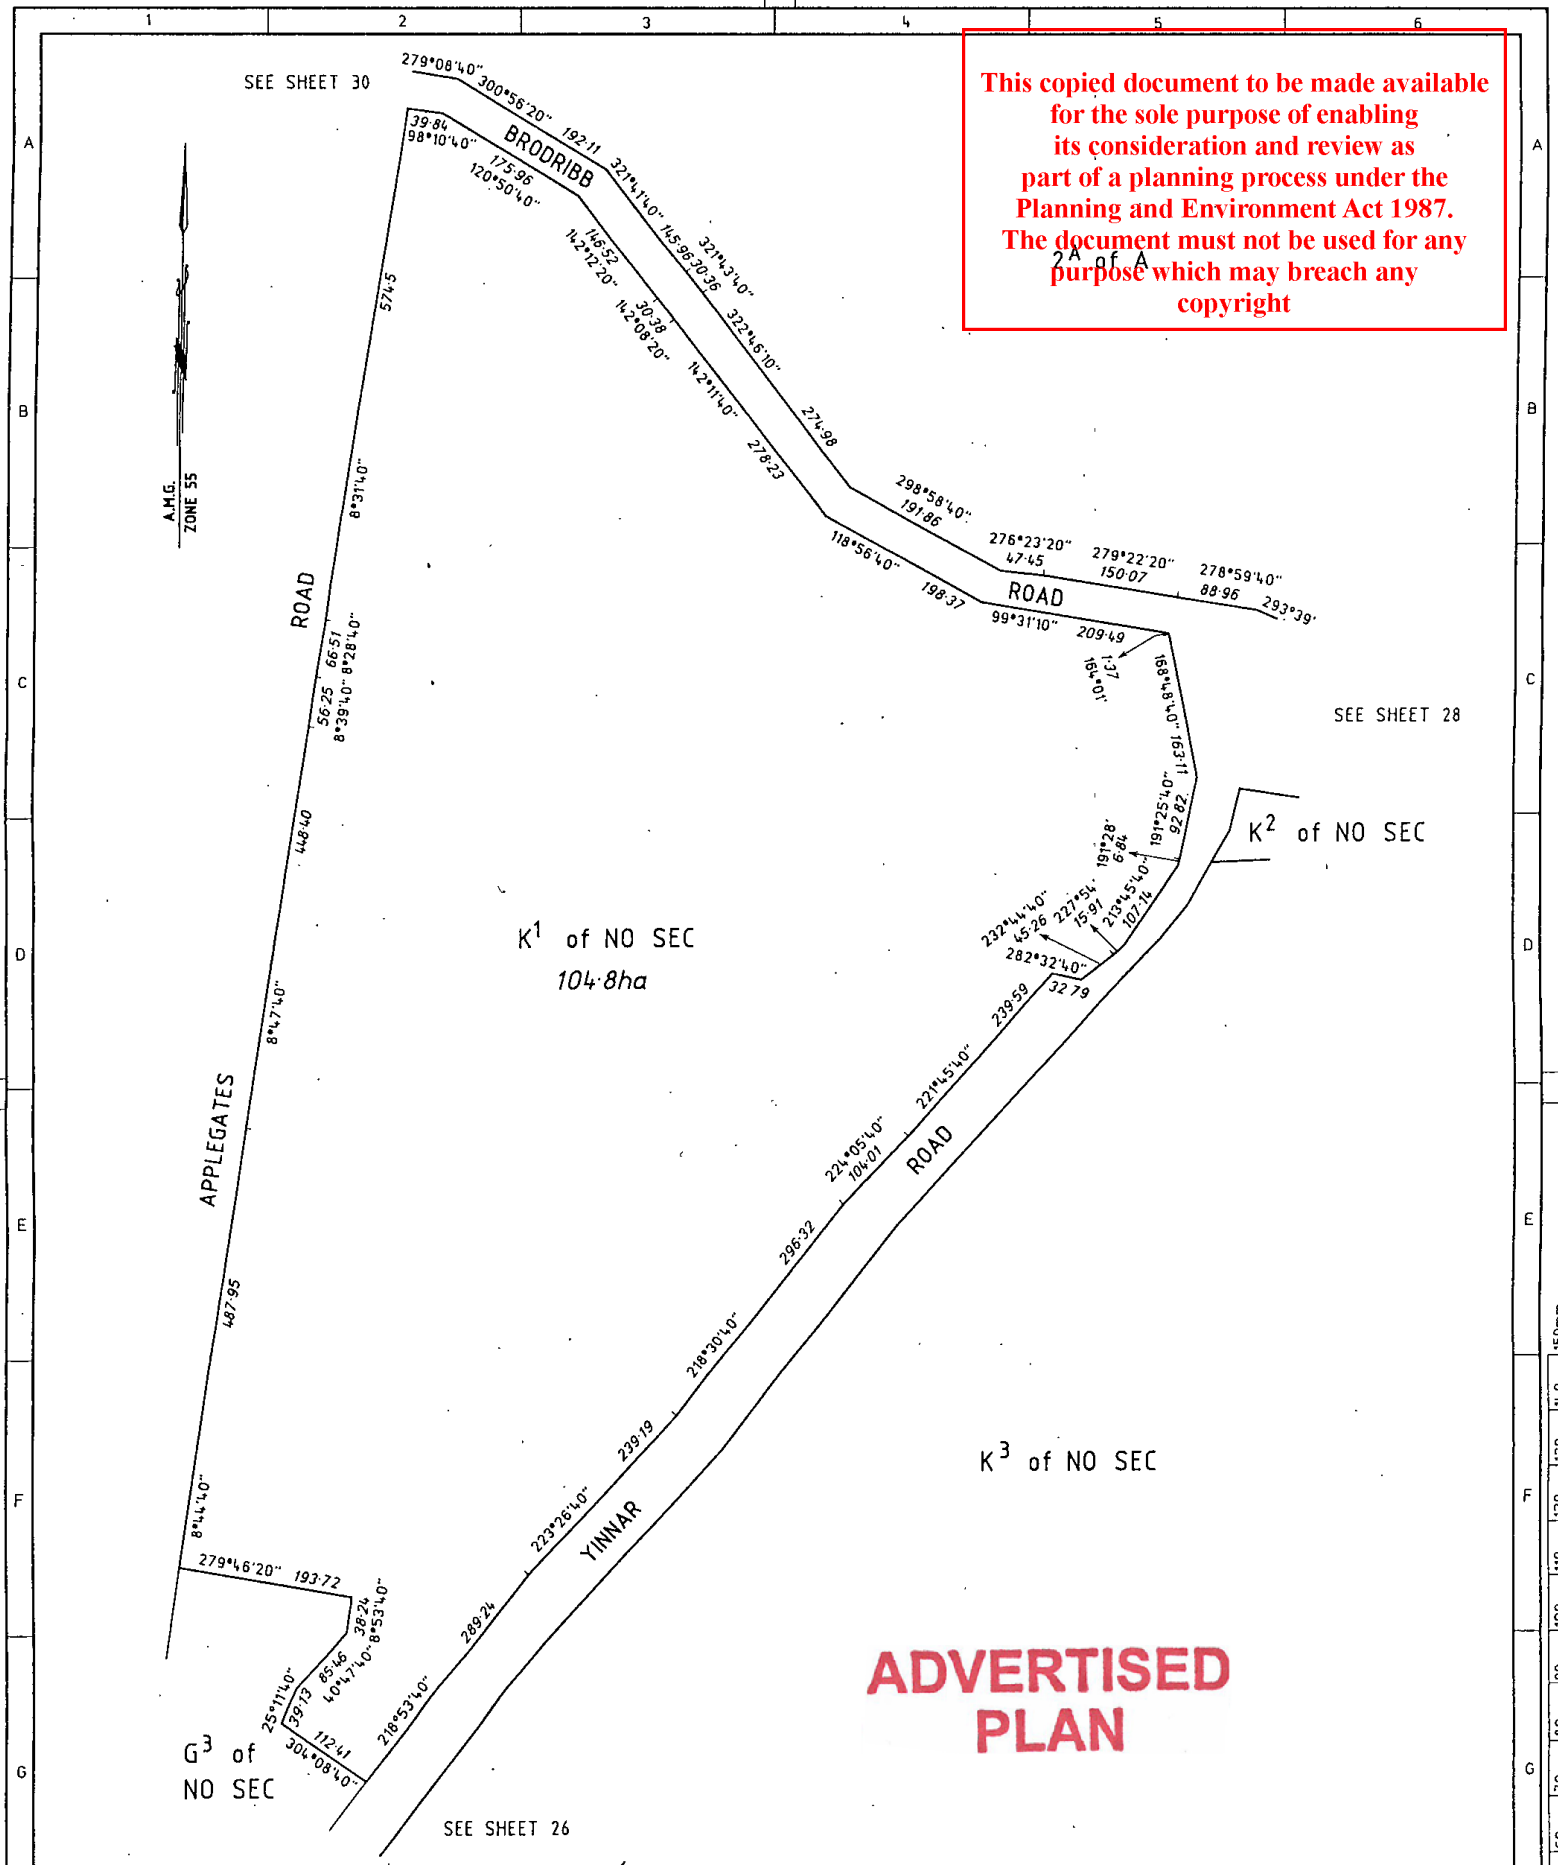 1 2 3 4 5 6
A
B
C
D
E
F
G
A
B
C
D
E
F
G
SEE SHEET 30
This copied document to be made available
for the sole purpose of enabling
its consideration and review as
part of a planning process under the
Planning and Environment Act 1987.
The document must not be used for any
purpose which may breach any
copyright
2A of A
A.M.G.
ZONE 55
279°08'40"
300°56'20" 192·11
BRODRIBB
39·84
98°10'40"
175·96
120°50'40"
321°41'40" 145·96
30·36
321°43'40"
146·52
142°12'20"
30·38
142°08'20"
322°46'10" 274·98
142°11'40" 278·23
298°58'40"
191·86
118°56'40" 198·37
276°23'20"
47·45
279°22'20"
150·07
278°59'40"
88·96
293°39'
ROAD
99°31'10" 209·49
1·37
164°01'
168°48'40" 163·11
SEE SHEET 28
191°25'40"
92 82
191°28'
6·84
213°45'40"
107·14
227°54'
15·91
232°44'40"
45·26
282°32'40"
32 79
K2 of NO SEC
574·5
8°31'40"
ROAD
66·51
8°28'40"
56·25
8°39'40"
448·40
8°47'40"
K1 of NO SEC
104·8ha
APPLEGATES
487·95
8°44'40"
239·59
221°45'40"
224°05'40"
104·01
ROAD
296·32
218°30'40"
239·19
223°26'40"
YINNAR
K3 of NO SEC
289·24
218°53'40"
279°46'20" 193·72
38·24
8°53'40"
85·46
40°47'40"
25°11'40"
39·13
112·41
304°08'40"
G3 of
NO SEC
ADVERTISED
PLAN
SEE SHEET 26